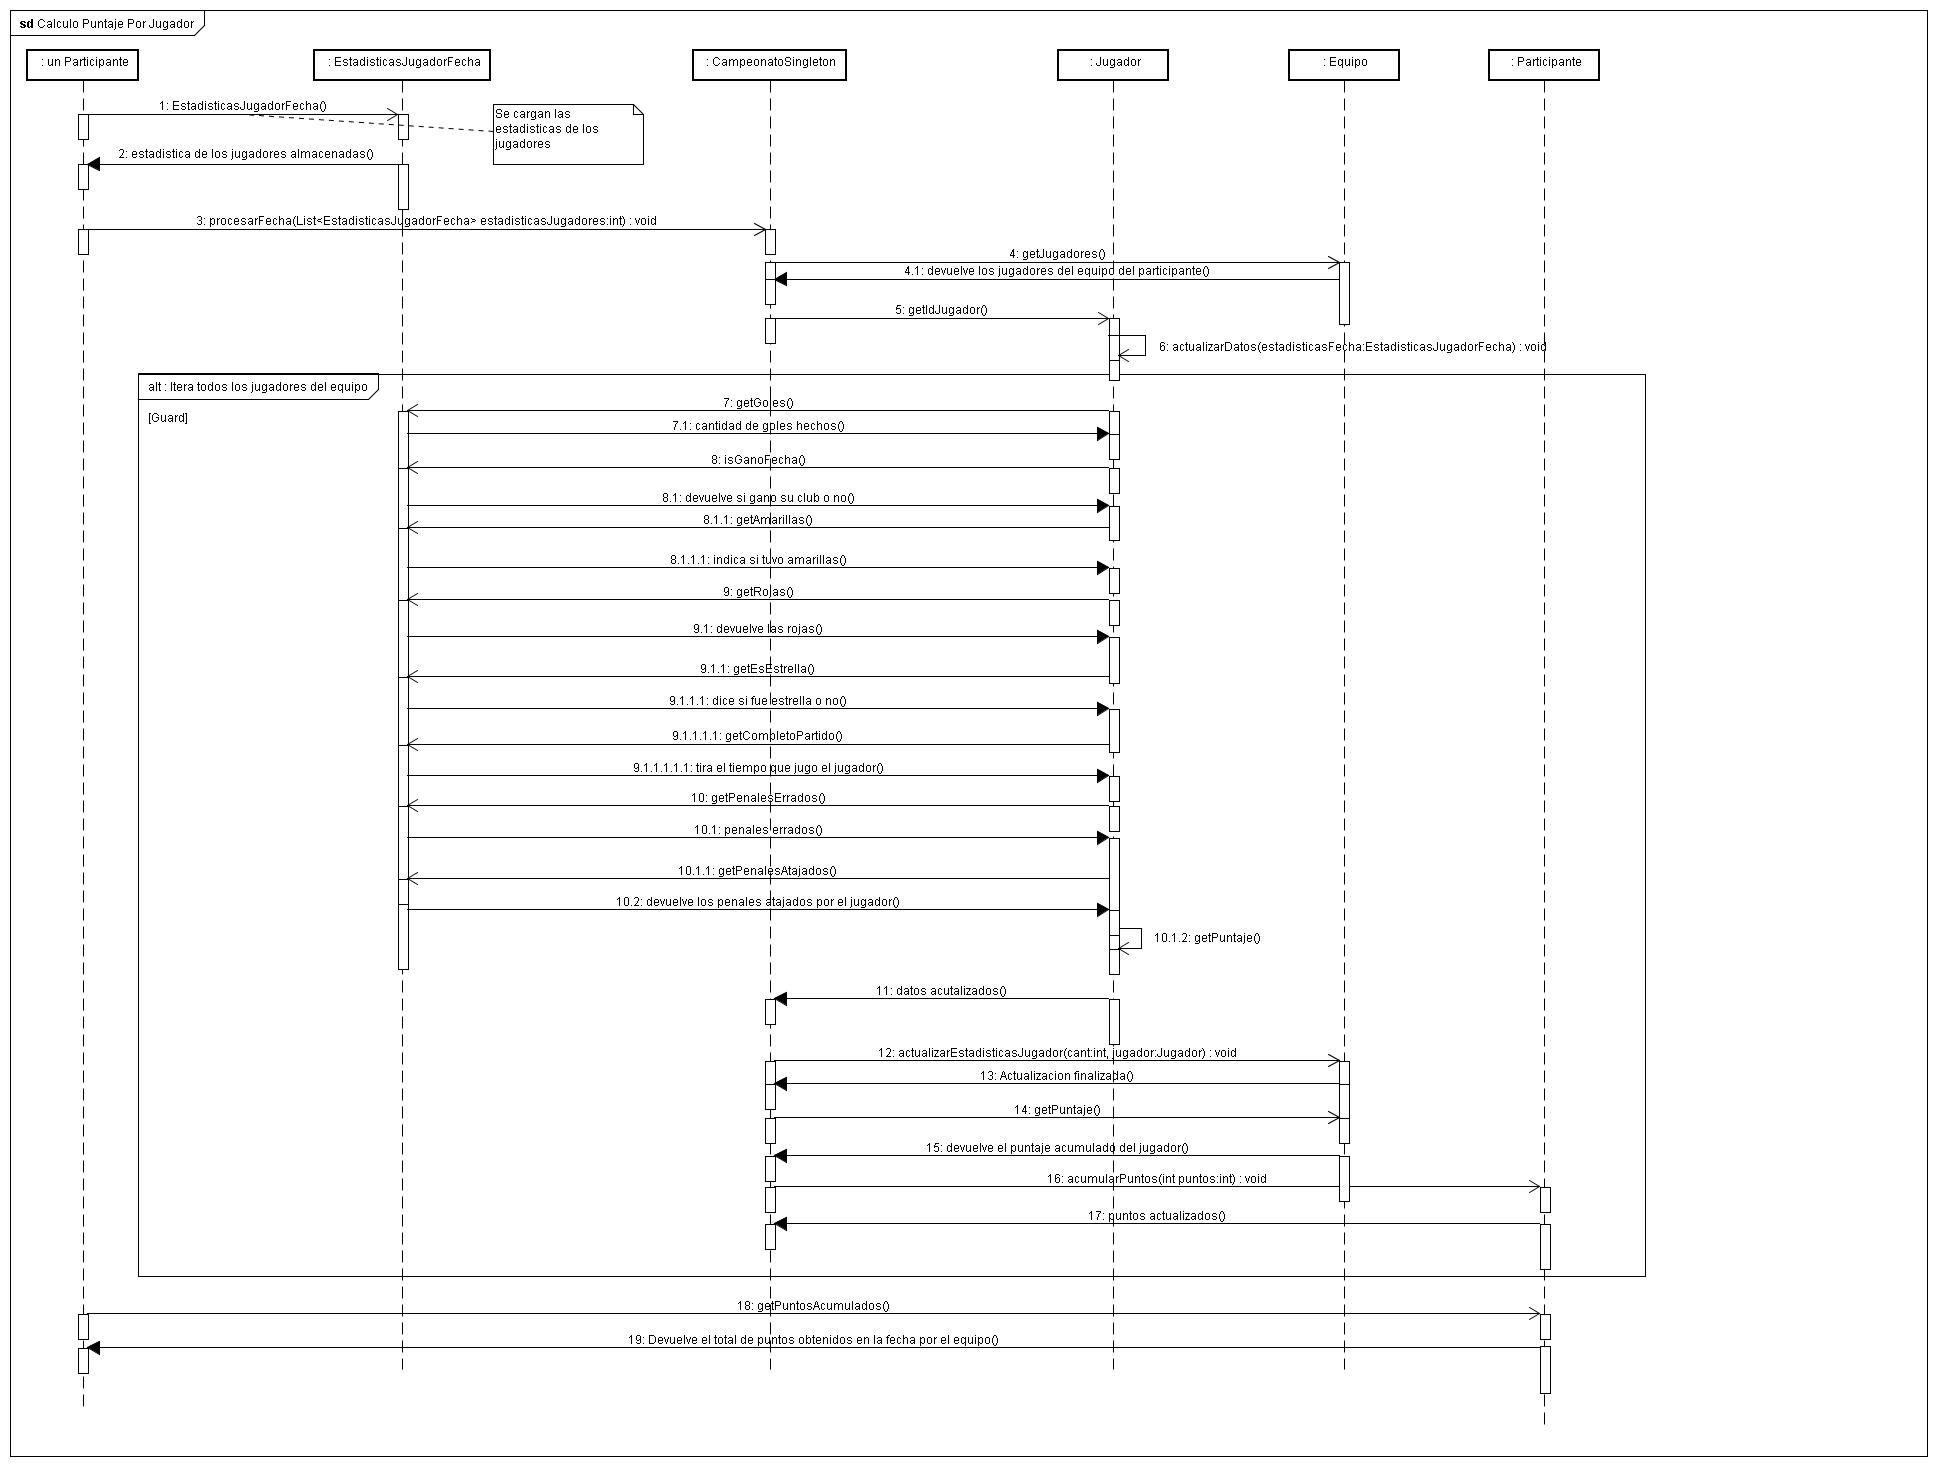 sd Calculo Puntaje Por Jugador
: un Participante
: EstadisticasJugadorFecha
: CampeonatoSingleton
: Jugador
: Equipo
: Participante
1: EstadisticasJugadorFecha()
Se cargan las
estadisticas de los
jugadores
2: estadistica de los jugadores almacenadas()
3: procesarFecha(List<EstadisticasJugadorFecha> estadisticasJugadores:int) : void
4: getJugadores()
4.1: devuelve los jugadores del equipo del participante()
5: getIdJugador()
6: actualizarDatos(estadisticasFecha:EstadisticasJugadorFecha) : void
alt : Itera todos los jugadores del equipo
[Guard]
7: getGoles()
7.1: cantidad de goles hechos()
8: isGanoFecha()
8.1: devuelve si gano su club o no()
8.1.1: getAmarillas()
8.1.1.1: indica si tuvo amarillas()
9: getRojas()
9.1: devuelve las rojas()
9.1.1: getEsEstrella()
9.1.1.1: dice si fue estrella o no()
9.1.1.1.1: getCompletoPartido()
9.1.1.1.1.1: tira el tiempo que jugo el jugador()
10: getPenalesErrados()
10.1: penales errados()
10.1.1: getPenalesAtajados()
10.2: devuelve los penales atajados por el jugador()
10.1.2: getPuntaje()
11: datos acutalizados()
12: actualizarEstadisticasJugador(cant:int, jugador:Jugador) : void
13: Actualizacion finalizada()
14: getPuntaje()
15: devuelve el puntaje acumulado del jugador()
16: acumularPuntos(int puntos:int) : void
17: puntos actualizados()
18: getPuntosAcumulados()
19: Devuelve el total de puntos obtenidos en la fecha por el equipo()